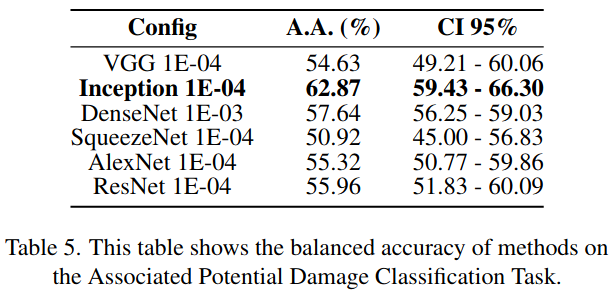 Config A.A. (%) CI 95%
VGG 1E-04 54.63 49.21 - 60.06
Inception 1E-04 62.87 59.43 - 66.30
DenseNet 1E-03 57.64 56.25 - 59.03
SqueezeNet 1E-04 50.92 45.00 - 56.83
AlexNet 1E-04 55.32 50.77 - 59.86
ResNet 1E-04 55.96 51.83 - 60.09
Table 5. This table shows the balanced accuracy of methods on
the Associated Potential Damage Classification Task.